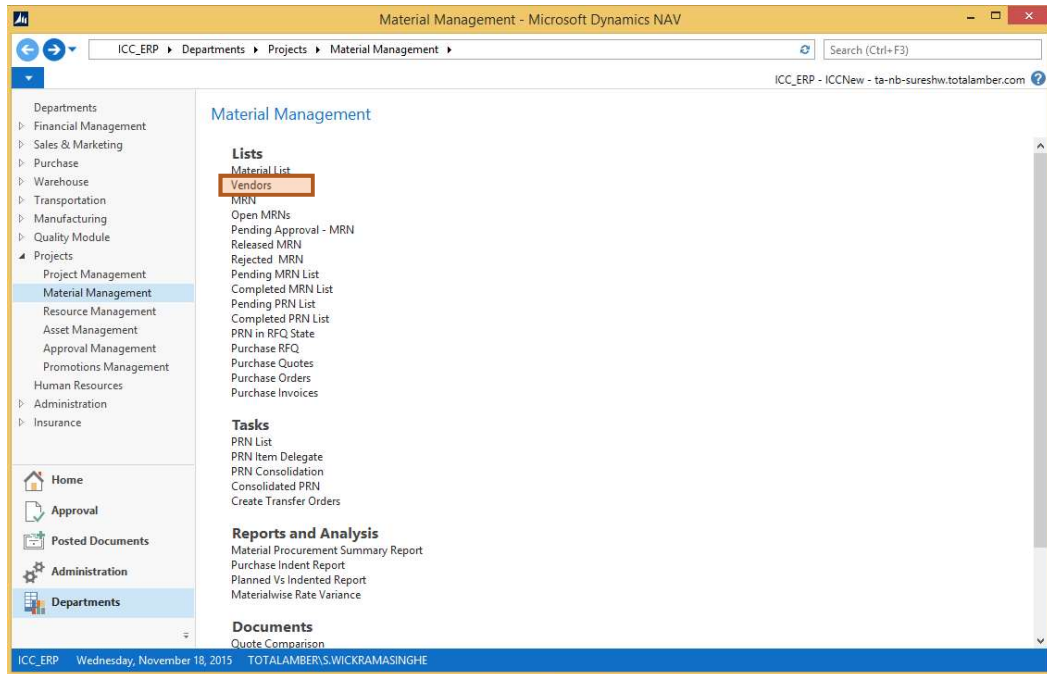 Material Management - Microsoft Dynamics NAV
ICC_ERP ▸ Departments ▸ Projects ▸ Material Management ▸
Search (Ctrl+F3)
ICC_ERP - ICCNew - ta-nb-sureshw.totalamber.com
Departments
Financial Management
Sales & Marketing
Purchase
Warehouse
Transportation
Manufacturing
Quality Module
Projects
Project Management
Material Management
Resource Management
Asset Management
Approval Management
Promotions Management
Human Resources
Administration
Insurance
Home
Approval
Posted Documents
Administration
Departments
Material Management
Lists
Material List
Vendors
MRN
Open MRNs
Pending Approval - MRN
Released MRN
Rejected MRN
Pending MRN List
Completed MRN List
Pending PRN List
Completed PRN List
PRN in RFQ State
Purchase RFQ
Purchase Quotes
Purchase Orders
Purchase Invoices
Tasks
PRN List
PRN Item Delegate
PRN Consolidation
Consolidated PRN
Create Transfer Orders
Reports and Analysis
Material Procurement Summary Report
Purchase Indent Report
Planned Vs Indented Report
Materialwise Rate Variance
Documents
Quote Comparison
ICC_ERP Wednesday, November 18, 2015 TOTALAMBER\S.WICKRAMASINGHE